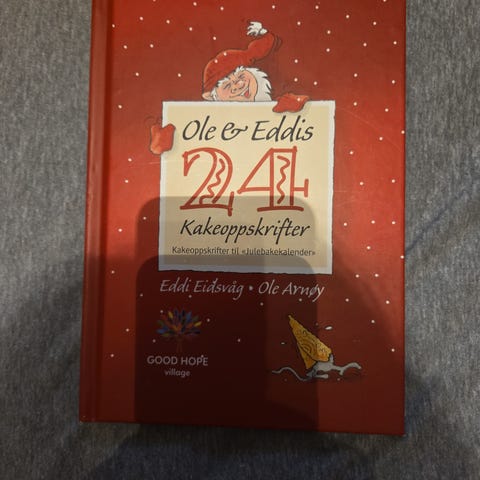 Ole & Eddis
24
Kakeoppskrifter
Kakeoppskrifter til «Julebakekalender»
Eddi Eidsvåg • Ole Arnøy
GOOD HOPE
village